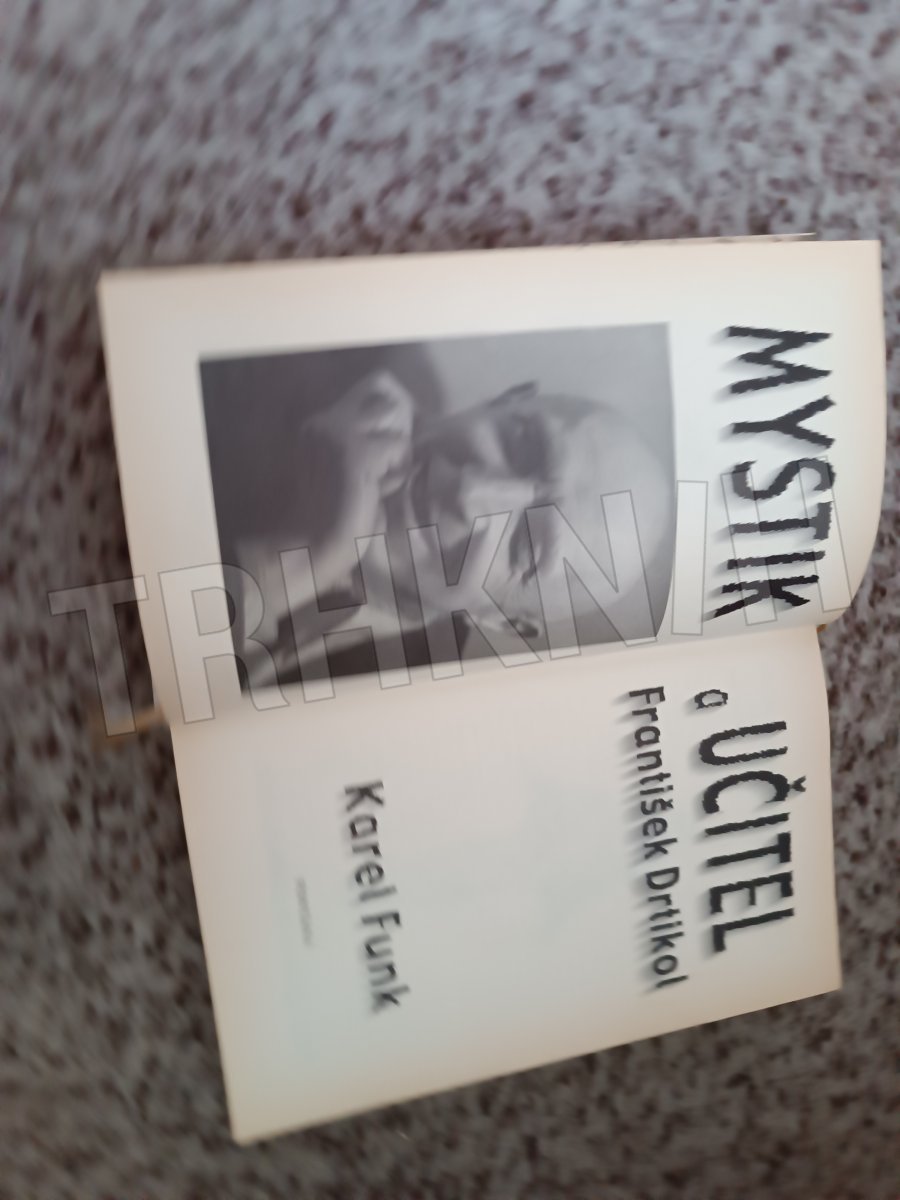 MYSTIK
a UČITEL
František Drtikol
Karel Funk
TRHKNIH